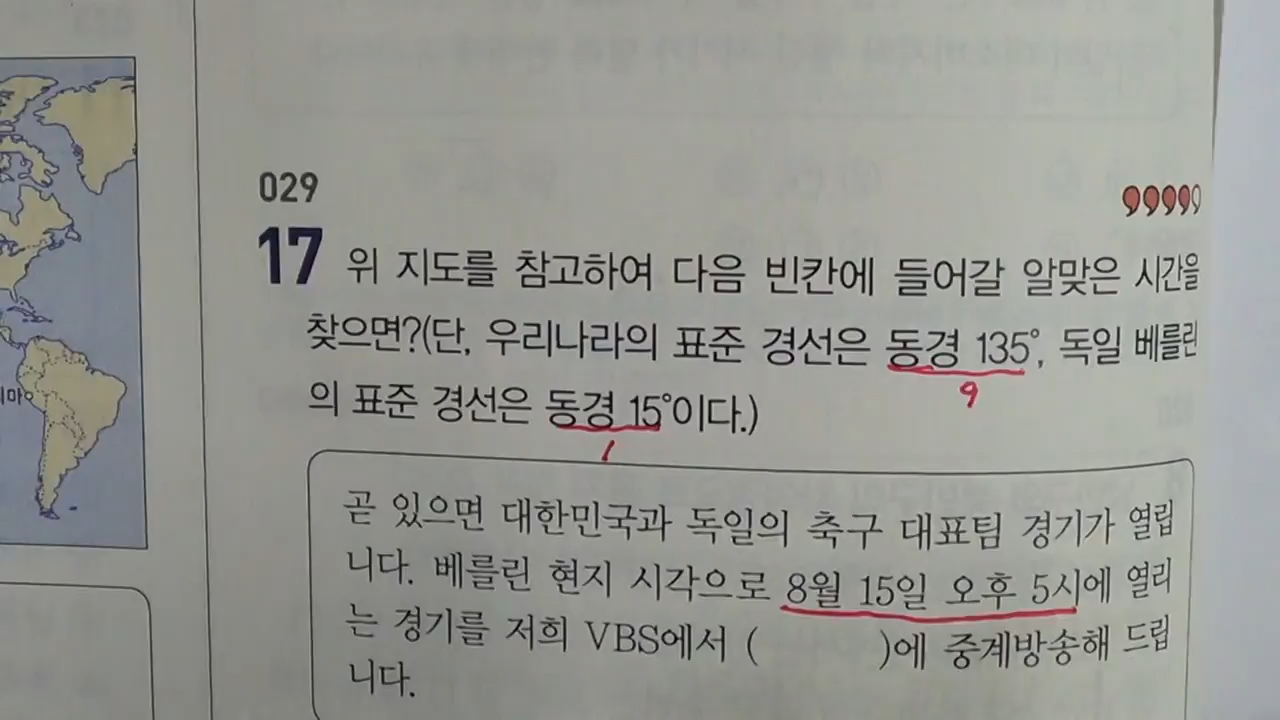 029
17 위 지도를 참고하여 다음 빈칸에 들어갈 알맞은 시간을
찾으면?(단, 우리나라의 표준 경선은 동경 135°, 독일 베를린
9
의 표준 경선은 동경 15°이다.)
1
곧 있으면 대한민국과 독일의 축구 대표팀 경기가 열립
니다. 베를린 현지 시각으로 8월 15일 오후 5시에 열리
는 경기를 저희 VBS에서 ( )에 중계방송해 드립
니다.